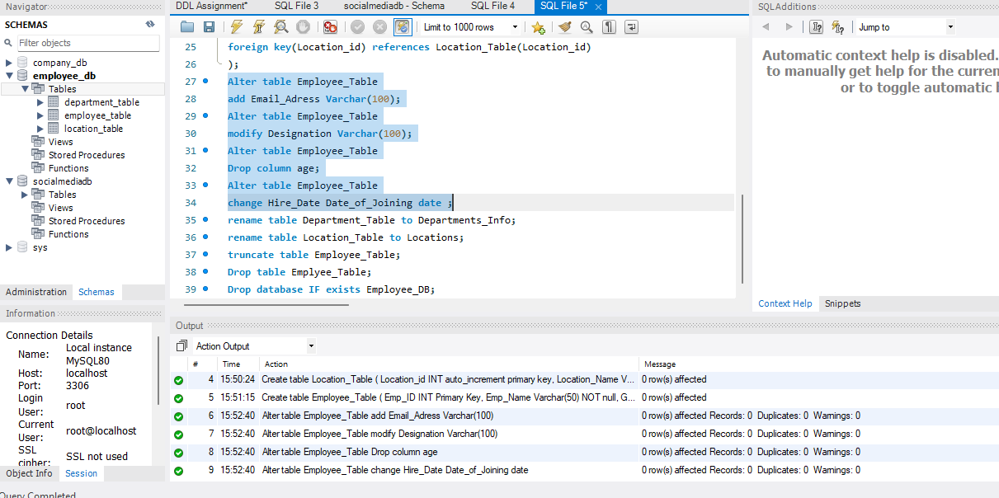 Navigator
SCHEMAS
Filter objects
company_db
employee_db
Tables
department_table
employee_table
location_table
Views
Stored Procedures
Functions
socialmediadb
Tables
Views
Stored Procedures
Functions
sys
Administration Schemas
Information
Connection Details
Name: Local instance MySQL80
Host: localhost
Port: 3306
Login User: root
Current User: root@localhost
SSL cipher: SSL not used
Object Info Session
Query Completed
DDL Assignment* SQL File 3 socialmediadb - Schema SQL File 4 SQL File 5*
Limit to 1000 rows
25 foreign key(Location_id) references Location_Table(Location_id)
26 );
27 Alter table Employee_Table
28 add Email_Adress Varchar(100);
29 Alter table Employee_Table
30 modify Designation Varchar(100);
31 Alter table Employee_Table
32 Drop column age;
33 Alter table Employee_Table
34 change Hire_Date Date_of_Joining date ;
35 rename table Department_Table to Departments_Info;
36 rename table Location_Table to Locations;
37 truncate table Employee_Table;
38 Drop table Emplyee_Table;
39 Drop database IF exists Employee_DB;
SQLAdditions
Jump to
Automatic context help is disabled.
to manually get help for the curre
or to toggle automatic
Context Help Snippets
Output
Action Output
# Time Action Message
4 15:50:24 Create table Location_Table ( Location_id INT auto_increment primary key, Location_Name V... 0 row(s) affected
5 15:51:15 Create table Employee_Table ( Emp_ID INT Primary Key, Emp_Name Varchar(50) NOT null, G... 0 row(s) affected
6 15:52:40 Alter table Employee_Table add Email_Adress Varchar(100) 0 row(s) affected Records: 0 Duplicates: 0 Warnings: 0
7 15:52:40 Alter table Employee_Table modify Designation Varchar(100) 0 row(s) affected Records: 0 Duplicates: 0 Warnings: 0
8 15:52:40 Alter table Employee_Table Drop column age 0 row(s) affected Records: 0 Duplicates: 0 Warnings: 0
9 15:52:40 Alter table Employee_Table change Hire_Date Date_of_Joining date 0 row(s) affected Records: 0 Duplicates: 0 Warnings: 0